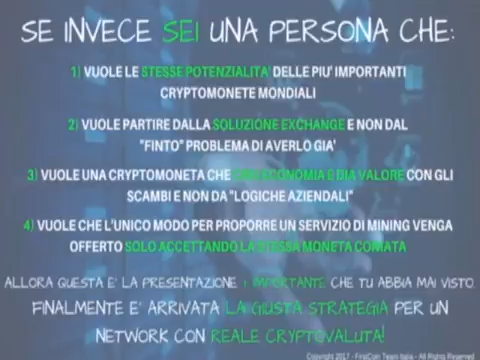 SE INVECE SEI UNA PERSONA CHE:
1) VUOLE LE STESSE POTENZIALITA' DELLE PIU' IMPORTANTI
CRYPTOMONETE MONDIALI
2) VUOLE PARTIRE DALLA SOLUZIONE EXCHANGE E NON DAL
"FINTO" PROBLEMA DI AVERLO GIA'
3) VUOLE UNA CRYPTOMONETA CHE ECONOMIA E DIA VALORE CON GLI
SCAMBI E NON DA "LOGICHE AZIENDALI"
4) VUOLE CHE L'UNICO MODO PER PROPORRE UN SERVIZIO DI MINING VENGA
OFFERTO SOLO ACCETTANDO LA STESSA MONETA CONIATA
ALLORA QUESTA E' LA PRESENTAZIONE + IMPORTANTE CHE TU ABBIA MAI VISTO.
FINALMENTE E' ARRIVATA LA GIUSTA STRATEGIA PER UN
NETWORK CON REALE CRYPTOVALUTA!
Copyright 2017 - FirstCoin Team Italia - All Rights Reserved